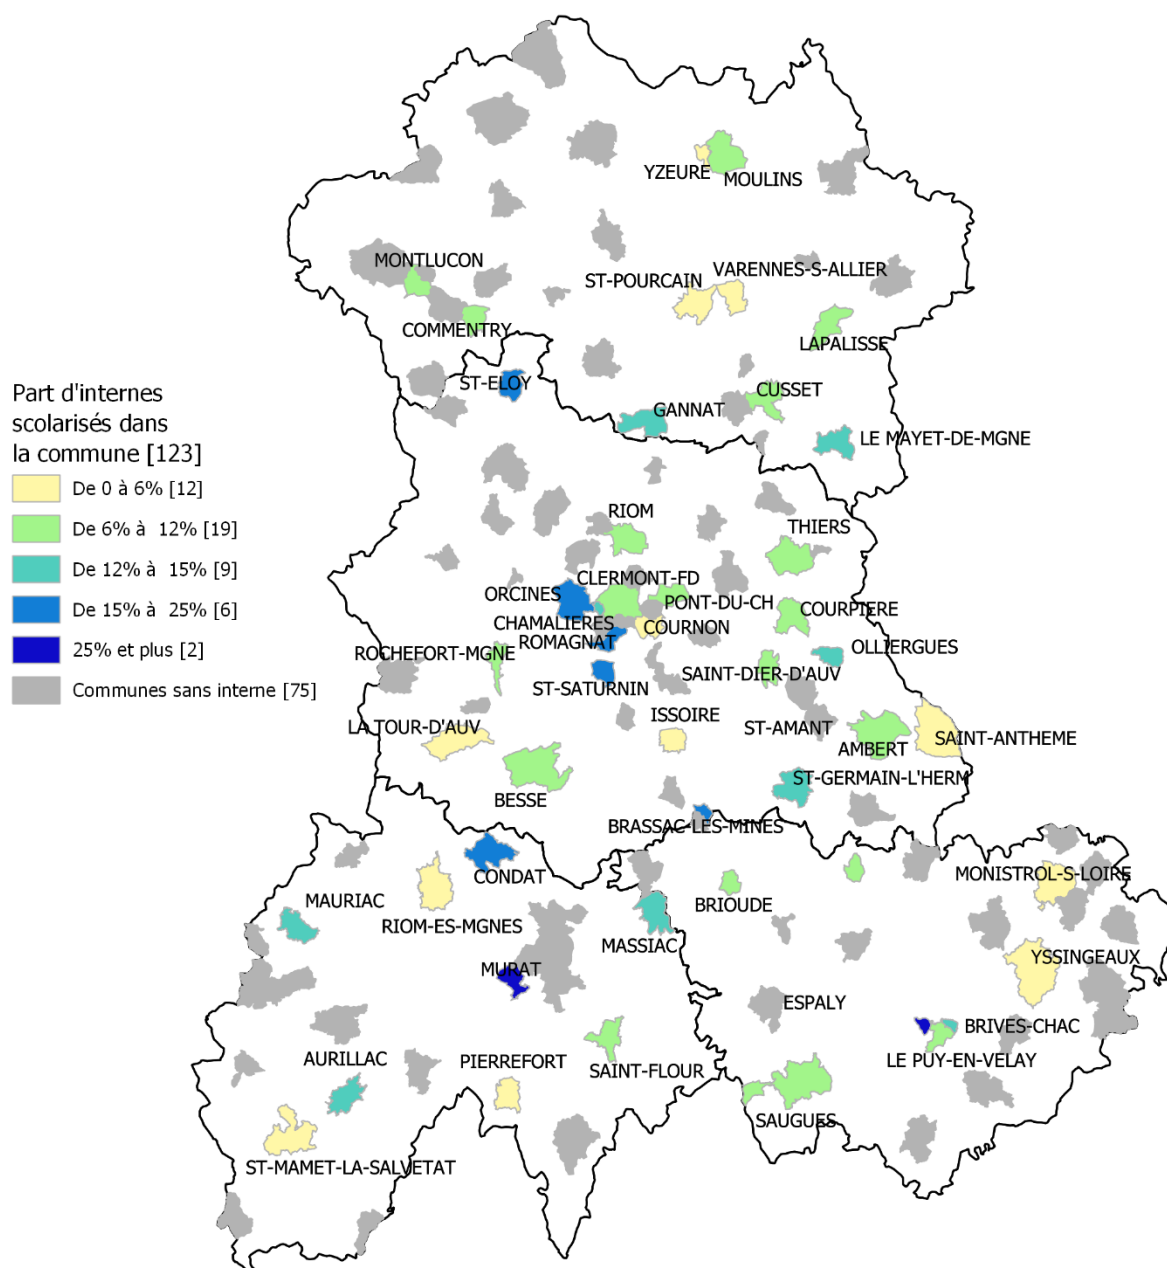 YZEURE
MOULINS
MONTLUCON
ST-POURCAIN
VARENNES-S-ALLIER
COMMENTRY
LAPALISSE
ST-ELOY
CUSSET
GANNAT
LE MAYET-DE-MGNE
Part d'internes
scolarisés dans
la commune [123]
De 0 à 6% [12]
De 6% à 12% [19]
De 12% à 15% [9]
De 15% à 25% [6]
25% et plus [2]
Communes sans interne [75]
RIOM
THIERS
CLERMONT-FD
ORCINES
PONT-DU-CH
COURPIERE
CHAMALIERES
COURNON
ROMAGNAT
OLLIERGUES
ROCHEFORT-MGNE
SAINT-DIER-D'AUV
ST-SATURNIN
ISSOIRE
LA TOUR-D'AUV
ST-AMANT
SAINT-ANTHEME
AMBERT
ST-GERMAIN-L'HERM
BESSE
BRASSAC-LES-MINES
CONDAT
MONISTROL-S-LOIRE
MAURIAC
BRIOUDE
RIOM-ES-MGNES
MASSIAC
YSSINGEAUX
MURAT
ESPALY
BRIVES-CHAC
AURILLAC
PIERREFORT
SAINT-FLOUR
LE PUY-EN-VELAY
SAUGUES
ST-MAMET-LA-SALVETAT